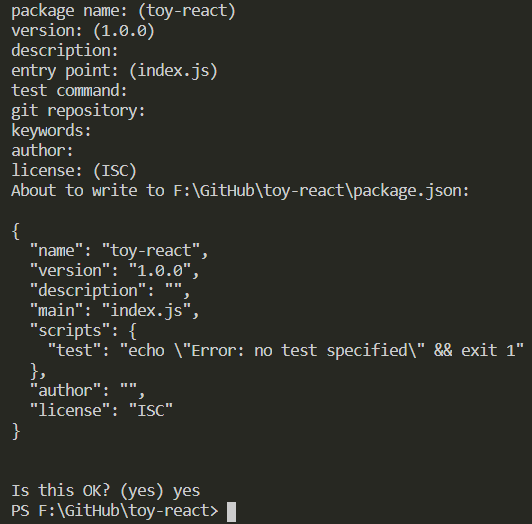 package name: (toy-react)
version: (1.0.0)
description:
entry point: (index.js)
test command:
git repository:
keywords:
author:
license: (ISC)
About to write to F:\GitHub\toy-react\package.json:

{
  "name": "toy-react",
  "version": "1.0.0",
  "description": "",
  "main": "index.js",
  "scripts": {
    "test": "echo \"Error: no test specified\" && exit 1"
  },
  "author": "",
  "license": "ISC"
}

Is this OK? (yes) yes
PS F:\GitHub\toy-react>